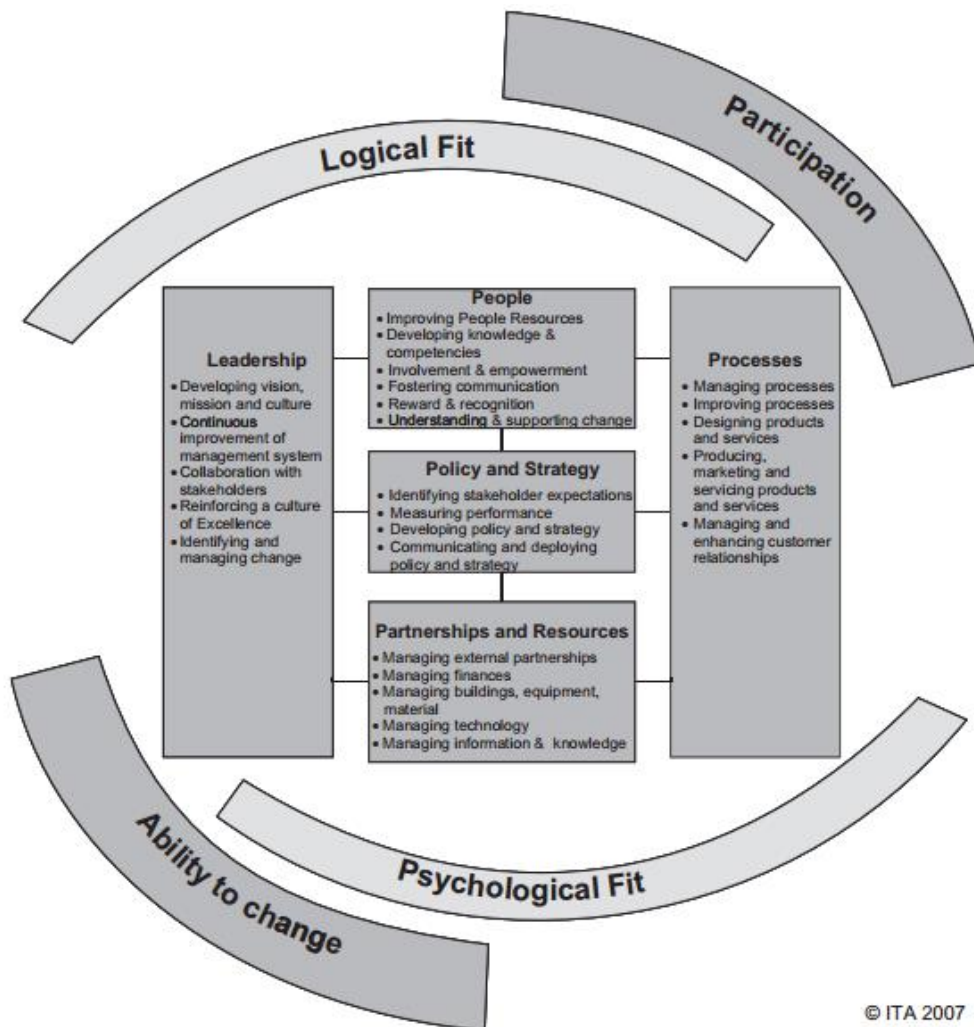 Participation
Logical Fit
Leadership
• Developing vision,
mission and culture
• Continuous
improvement of
management system
• Collaboration with
stakeholders
• Reinforcing a culture
of Excellence
• Identifying and
managing change
People
• Improving People Resources
• Developing knowledge &
competencies
• Involvement & empowerment
• Fostering communication
• Reward & recognition
• Understanding & supporting change
Policy and Strategy
• Identifying stakeholder expectations
• Measuring performance
• Developing policy and strategy
• Communicating and deploying
policy and strategy
Partnerships and Resources
• Managing external partnerships
• Managing finances
• Managing buildings, equipment,
material
• Managing technology
• Managing information & knowledge
Processes
• Managing processes
• Improving processes
• Designing products
and services
• Producing,
marketing and
servicing products
and services
• Managing and
enhancing customer
relationships
Ability to change
Psychological Fit
© ITA 2007